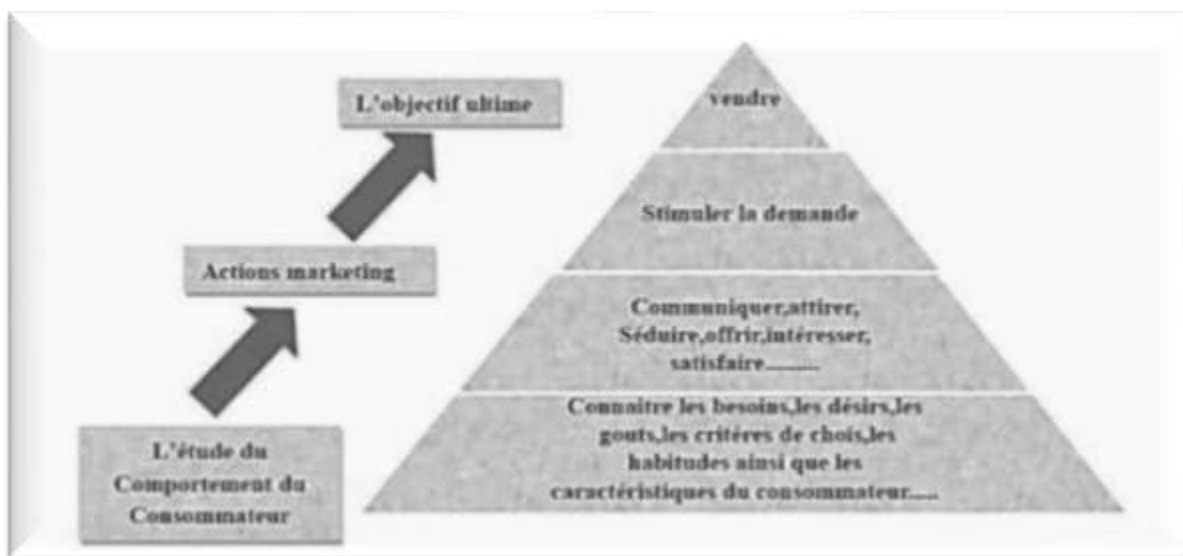 L'objectif ultime
vendre
Stimuler la demande
Actions marketing
Communiquer,attirer,
Séduire,offrir,intéresser,
satisfaire..........
Connaitre les besoins,les désirs,les
gouts,les critéres de chois,les
habitudes ainsi que les
caractéristiques du consommateur.....
L'étude du
Comportement du
Consommateur